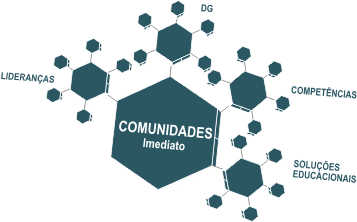 DG
LIDERANÇAS
COMPETÊNCIAS
COMUNIDADES
Imediato
SOLUÇÕES
EDUCACIONAIS